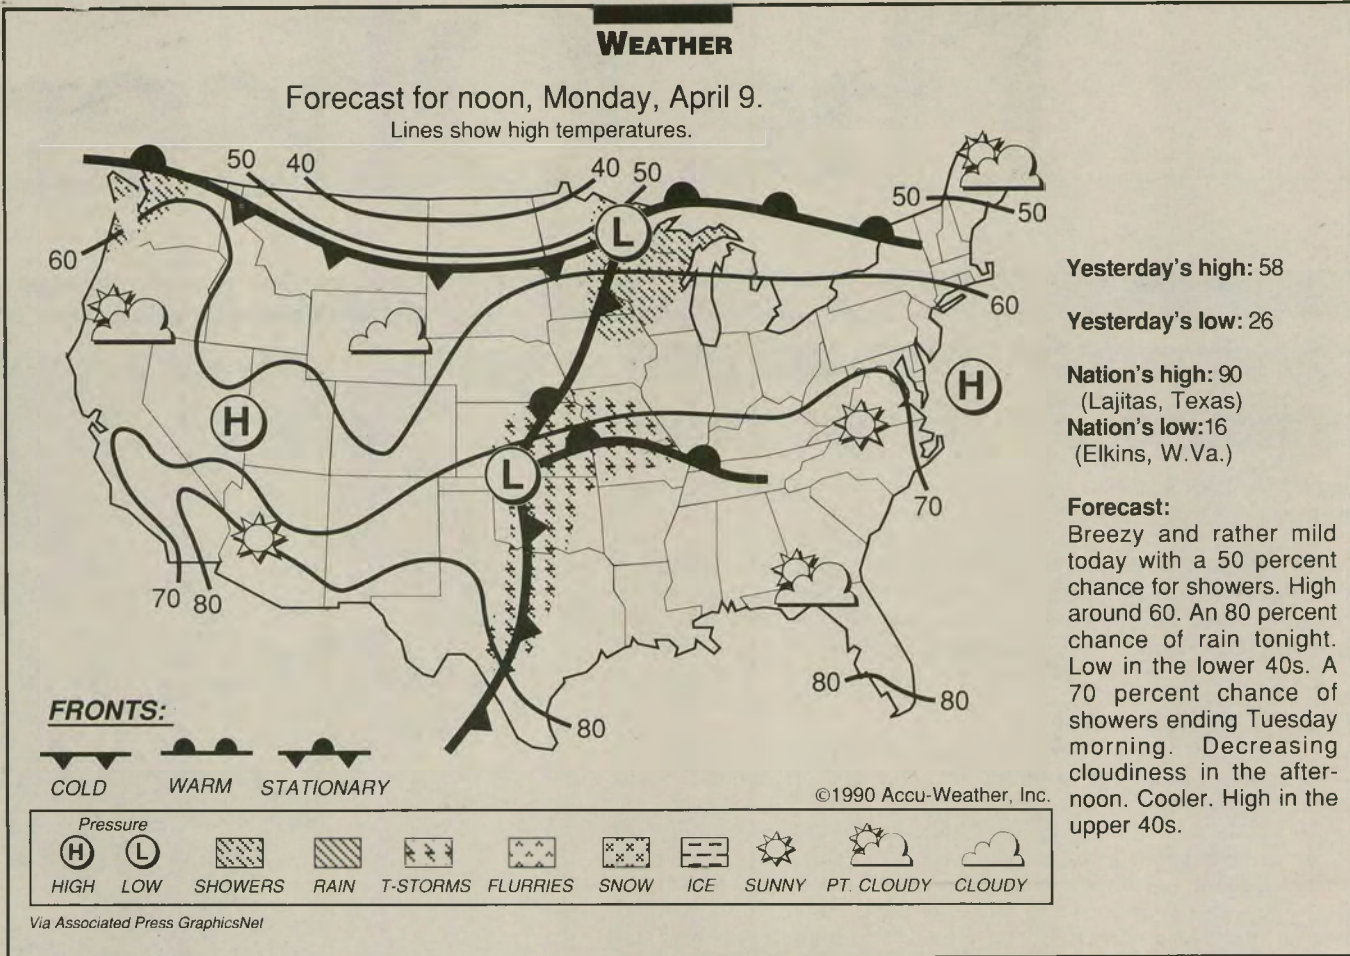 WEATHER
Forecast for noon, Monday, April 9.
Lines show high temperatures.
50 40 40 50
50 50
60
60
70
70 80
80 80
80
H
H
L
L
FRONTS:
COLD WARM STATIONARY
©1990 Accu-Weather, Inc.
Pressure
H L
HIGH LOW SHOWERS RAIN T-STORMS FLURRIES SNOW ICE SUNNY PT. CLOUDY CLOUDY
Via Associated Press GraphicsNet
Yesterday's high: 58
Yesterday's low: 26
Nation's high: 90
(Lajitas, Texas)
Nation's low:16
(Elkins, W.Va.)
Forecast:
Breezy and rather mild
today with a 50 percent
chance for showers. High
around 60. An 80 percent
chance of rain tonight.
Low in the lower 40s. A
70 percent chance of
showers ending Tuesday
morning. Decreasing
cloudiness in the after-
noon. Cooler. High in the
upper 40s.